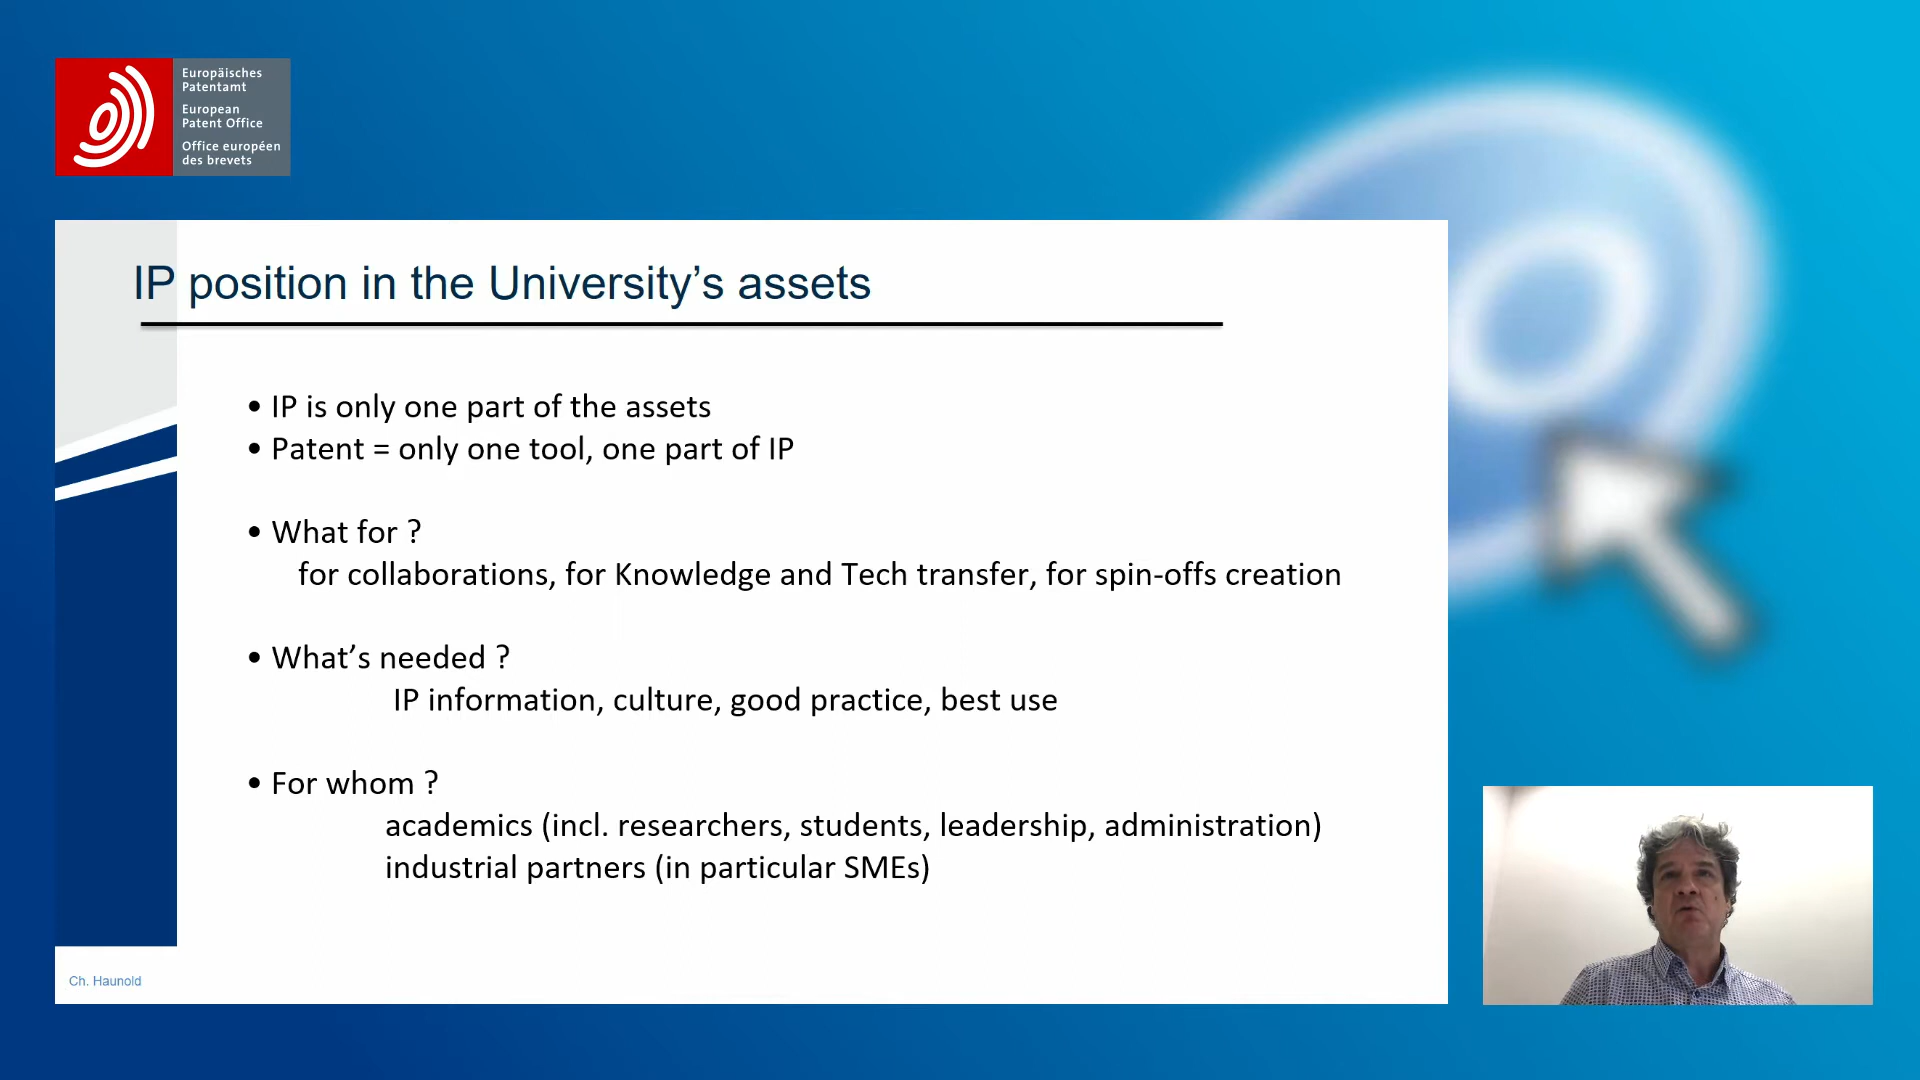 Europäisches
Patentamt
European
Patent Office
Office européen
des brevets
IP position in the University’s assets
• IP is only one part of the assets
• Patent = only one tool, one part of IP
• What for ?
for collaborations, for Knowledge and Tech transfer, for spin-offs creation
• What’s needed ?
IP information, culture, good practice, best use
• For whom ?
academics (incl. researchers, students, leadership, administration)
industrial partners (in particular SMEs)
Ch. Haunold